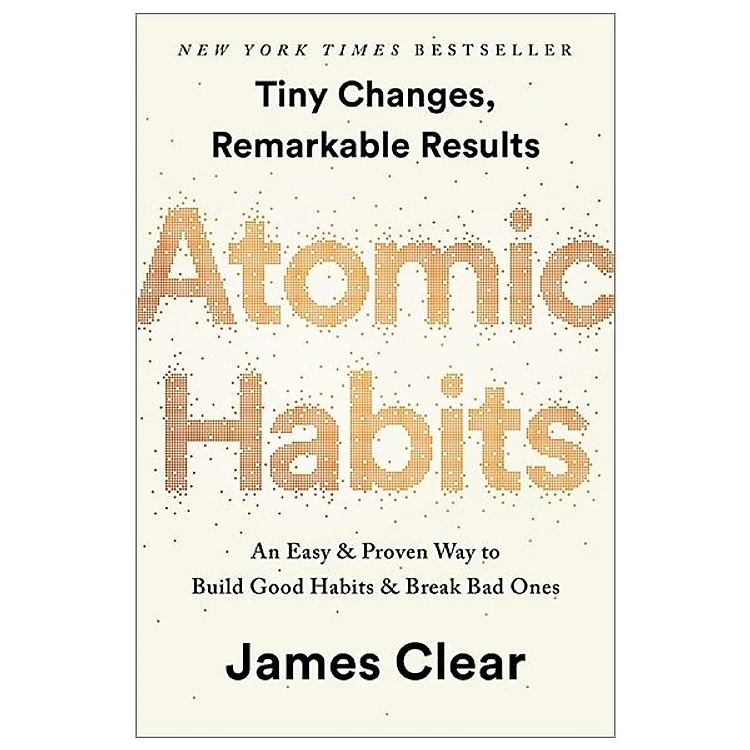 NEW YORK TIMES BESTSELLER
Tiny Changes,
Remarkable Results
Atomic
Habits
An Easy & Proven Way to
Build Good Habits & Break Bad Ones
James Clear